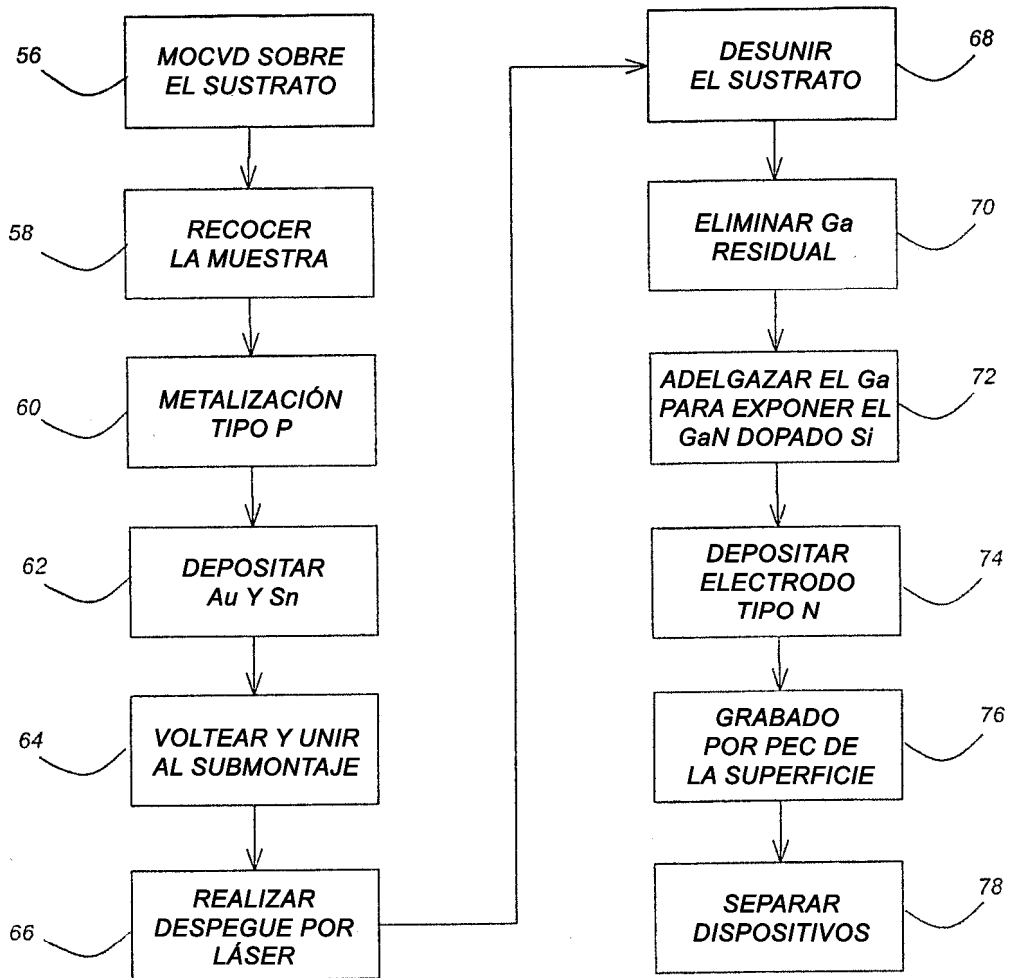 56
MOCVD SOBRE
EL SUSTRATO
58
RECOCER
LA MUESTRA
60
METALIZACIÓN
TIPO P
62
DEPOSITAR
Au Y Sn
64
VOLTEAR Y UNIR
AL SUBMONTAJE
66
REALIZAR
DESPEGUE POR
LÁSER
68
DESUNIR
EL SUSTRATO
70
ELIMINAR Ga
RESIDUAL
72
ADELGAZAR EL Ga
PARA EXPONER EL
GaN DOPADO Si
74
DEPOSITAR
ELECTRODO
TIPO N
76
GRABADO
POR PEC DE
LA SUPERFICIE
78
SEPARAR
DISPOSITIVOS